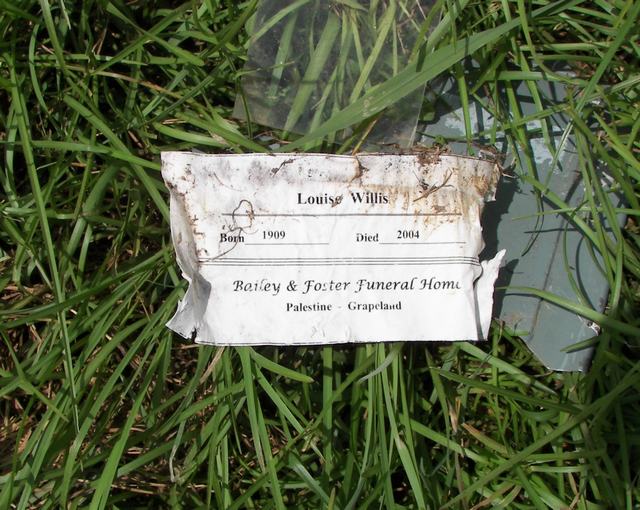 Louise Willis
Born 1909 Died 2004
Bailey & Foster Funeral Home
Palestine - Grapeland